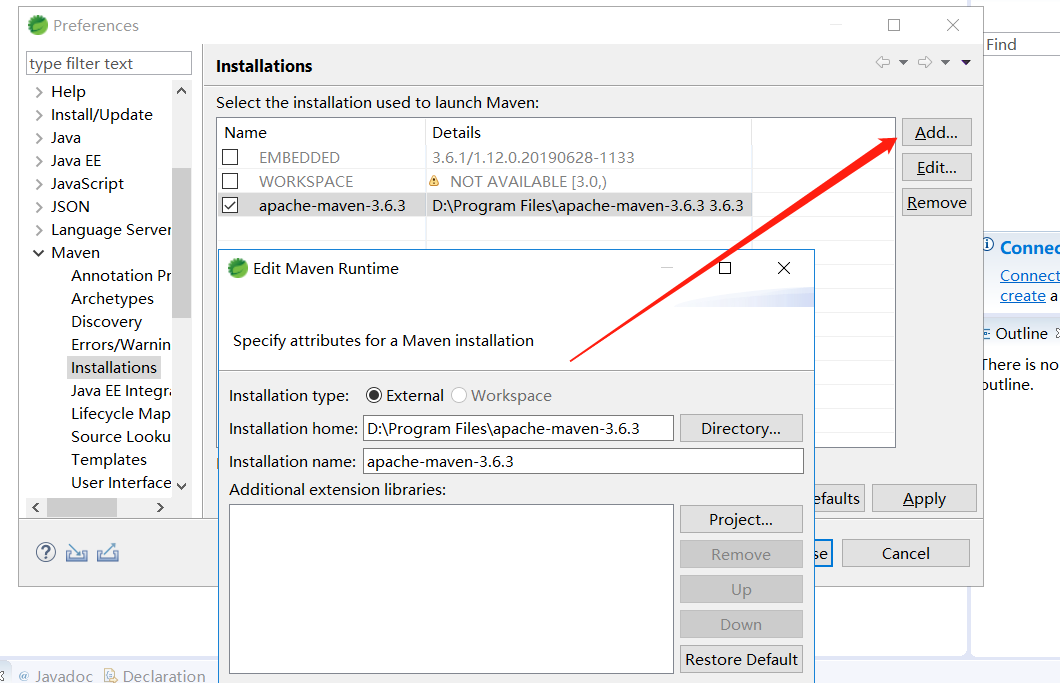 Preferences
Find
type filter text
Installations
Help
Install/Update
Java
Java EE
JavaScript
JSON
Language Server
Maven
Annotation Pr
Archetypes
Discovery
Errors/Warnin
Installations
Java EE Integra
Lifecycle Map
Source Looku
Templates
User Interface
Select the installation used to launch Maven:
Name Details
EMBEDDED 3.6.1/1.12.0.20190628-1133
WORKSPACE NOT AVAILABLE [3.0,)
apache-maven-3.6.3 D:\Program Files\apache-maven-3.6.3 3.6.3
Add...
Edit...
Remove
Edit Maven Runtime
Specify attributes for a Maven installation
Installation type: External Workspace
Installation home: D:\Program Files\apache-maven-3.6.3 Directory...
Installation name: apache-maven-3.6.3
Additional extension libraries:
Project...
Remove
Up
Down
Restore Default
efaults Apply
se Cancel
Connec
Connect
create a
Outline
There is no
outline.
@ Javadoc Declaration